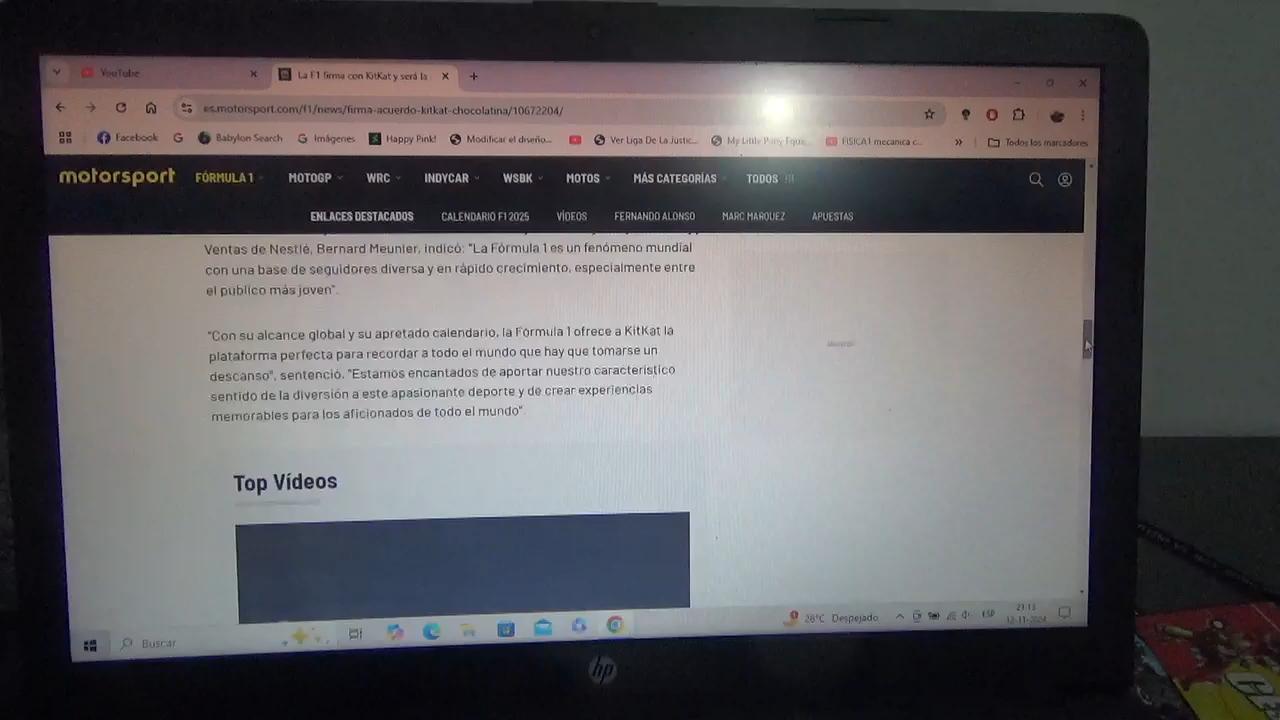 YouTube
La F1 firma con KitKat y será la
es.motorsport.com/f1/news/firma-acuerdo-kitkat-chocolatina/10672204/
Facebook
Babylon Search
Imágenes
Happy Pink!
Modificar el diseño...
Ver Liga De La Justic...
My Little Pony Equa...
FISICA1 mecanica c...
»
Todos los marcadores
motorsport
FÓRMULA 1
MOTOGP
WRC
INDYCAR
WSBK
MOTOS
MÁS CATEGORÍAS
TODOS
ENLACES DESTACADOS
CALENDARIO F1 2025
VÍDEOS
FERNANDO ALONSO
MARC MARQUEZ
APUESTAS
Ventas de Nestlé, Bernard Meunier, indicó: "La Fórmula 1 es un fenómeno mundial
con una base de seguidores diversa y en rápido crecimiento, especialmente entre
el público más joven".
"Con su alcance global y su apretado calendario, la Fórmula 1 ofrece a KitKat la
plataforma perfecta para recordar a todo el mundo que hay que tomarse un
descanso", sentenció. "Estamos encantados de aportar nuestro característico
sentido de la diversión a este apasionante deporte y de crear experiencias
memorables para los aficionados de todo el mundo".
Top Vídeos
Buscar
28°C Despejado
ESP
21:13
12-11-2024
hp